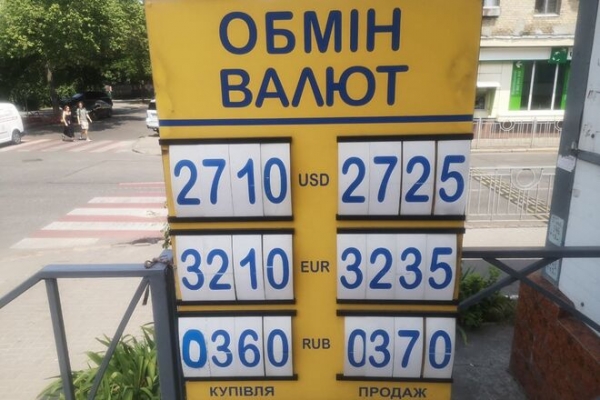 ОБМІН
ВАЛЮТ
2710 USD 2725
3210 EUR 3235
0360 RUB 0370
КУПІВЛЯ ПРОДАЖ